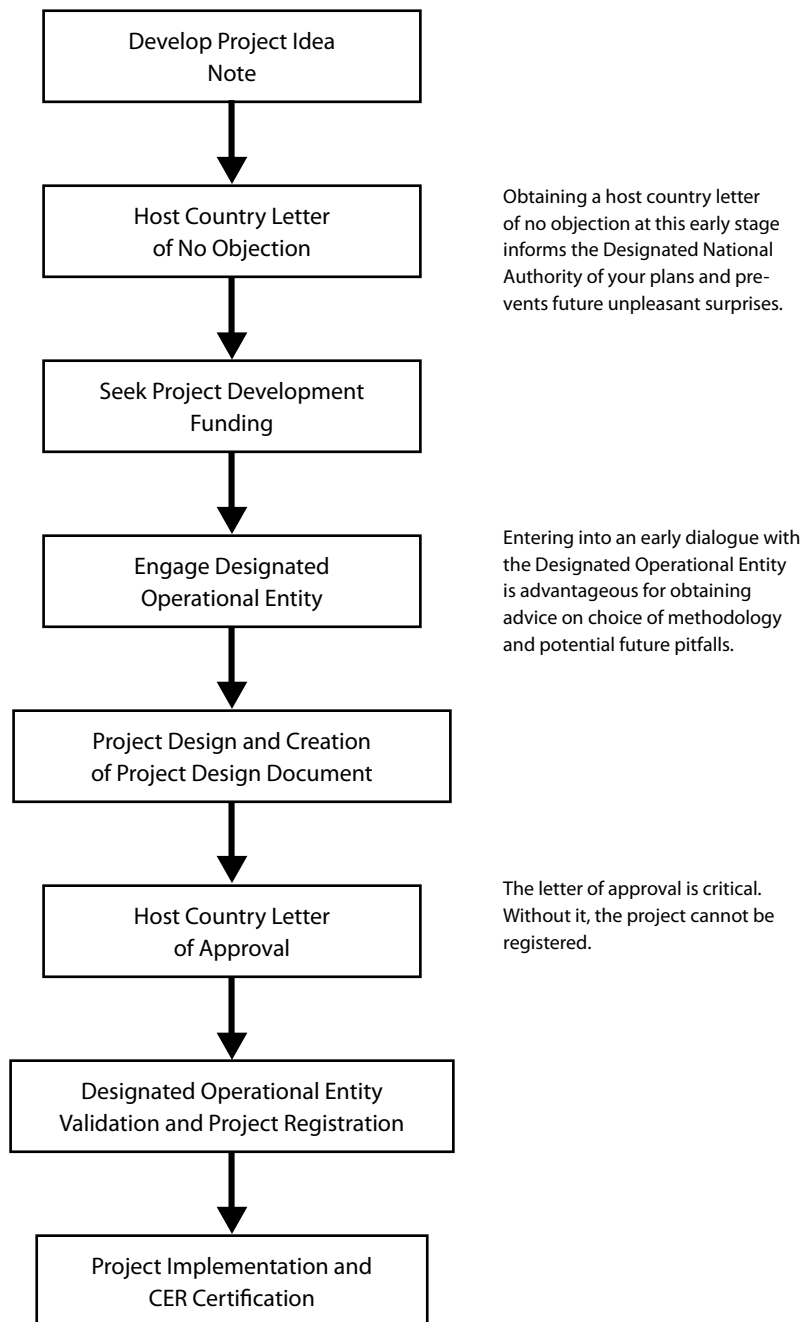 Develop Project Idea
Note
Host Country Letter
of No Objection
Obtaining a host country letter
of no objection at this early stage
informs the Designated National
Authority of your plans and pre-
vents future unpleasant surprises.
Seek Project Development
Funding
Engage Designated
Operational Entity
Entering into an early dialogue with
the Designated Operational Entity
is advantageous for obtaining
advice on choice of methodology
and potential future pitfalls.
Project Design and Creation
of Project Design Document
Host Country Letter
of Approval
The letter of approval is critical.
Without it, the project cannot be
registered.
Designated Operational Entity
Validation and Project Registration
Project Implementation and
CER Certification